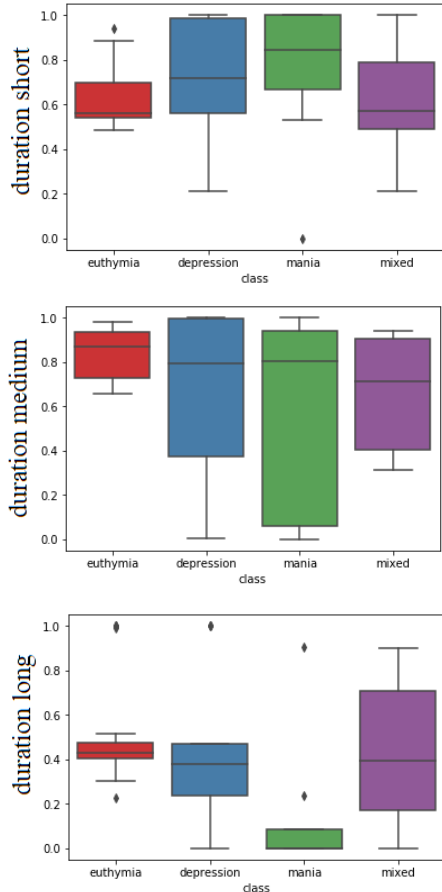 duration short
1.0
0.8
0.6
0.4
0.2
0.0
euthymia depression mania mixed
class
duration medium
1.0
0.8
0.6
0.4
0.2
0.0
euthymia depression mania mixed
class
duration long
1.0
0.8
0.6
0.4
0.2
0.0
euthymia depression mania mixed
class